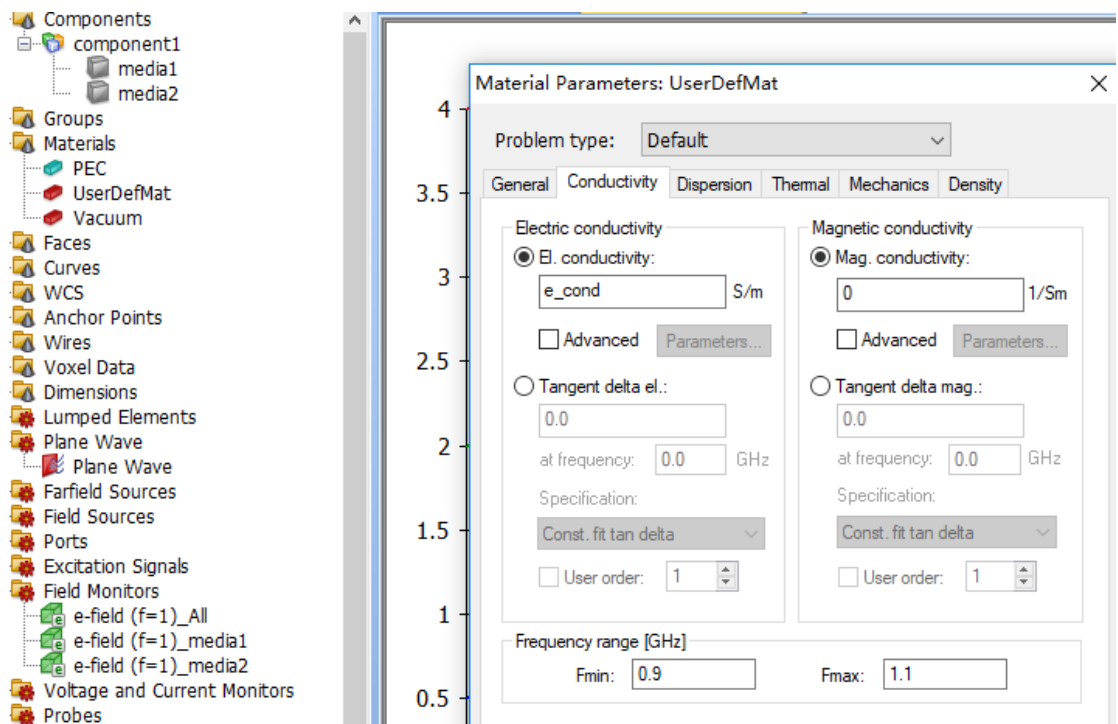 Components
component1
media1
media2
Groups
Materials
PEC
UserDefMat
Vacuum
Faces
Curves
WCS
Anchor Points
Wires
Voxel Data
Dimensions
Lumped Elements
Plane Wave
Plane Wave
Farfield Sources
Field Sources
Ports
Excitation Signals
Field Monitors
e-field (f=1)_All
e-field (f=1)_media1
e-field (f=1)_media2
Voltage and Current Monitors
Probes
4
3.5
3
2.5
2
1.5
1
0.5
Material Parameters: UserDefMat
Problem type: Default
General Conductivity Dispersion Thermal Mechanics Density
Electric conductivity
El. conductivity:
e_cond S/m
Advanced Parameters...
Tangent delta el.:
0.0
at frequency: 0.0 GHz
Specification:
Const. fit tan delta
User order: 1
Magnetic conductivity
Mag. conductivity:
0 1/Sm
Advanced Parameters...
Tangent delta mag.:
0.0
at frequency: 0.0 GHz
Specification:
Const. fit tan delta
User order: 1
Frequency range [GHz]
Fmin: 0.9 Fmax: 1.1